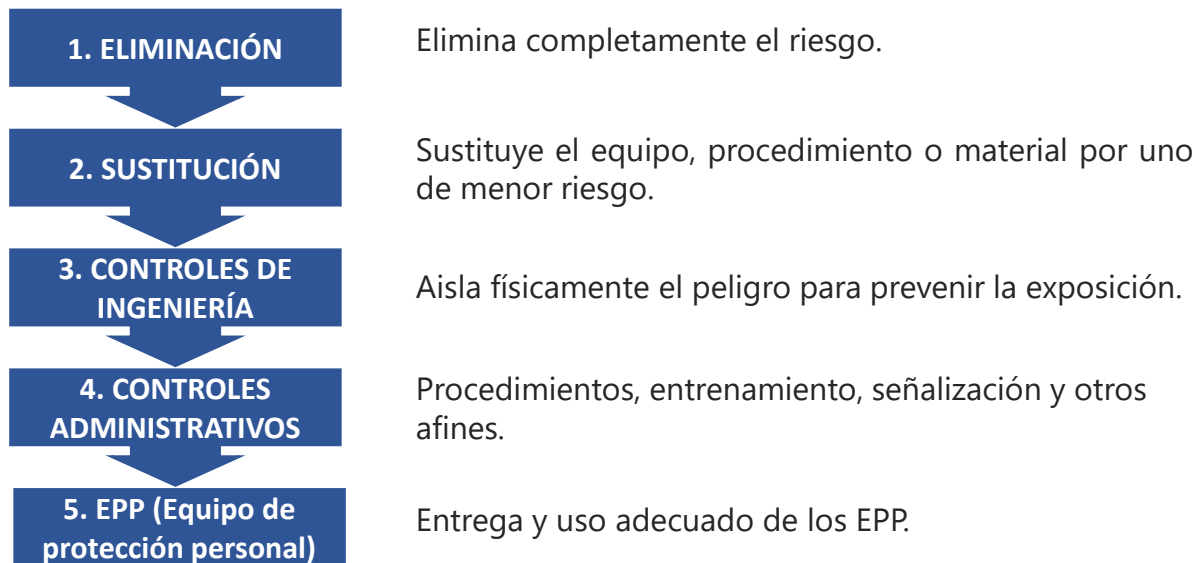 1. ELIMINACIÓN
Elimina completamente el riesgo.
2. SUSTITUCIÓN
Sustituye el equipo, procedimiento o material por uno
de menor riesgo.
3. CONTROLES DE
INGENIERÍA
Aisla físicamente el peligro para prevenir la exposición.
4. CONTROLES
ADMINISTRATIVOS
Procedimientos, entrenamiento, señalización y otros
afines.
5. EPP (Equipo de
protección personal)
Entrega y uso adecuado de los EPP.